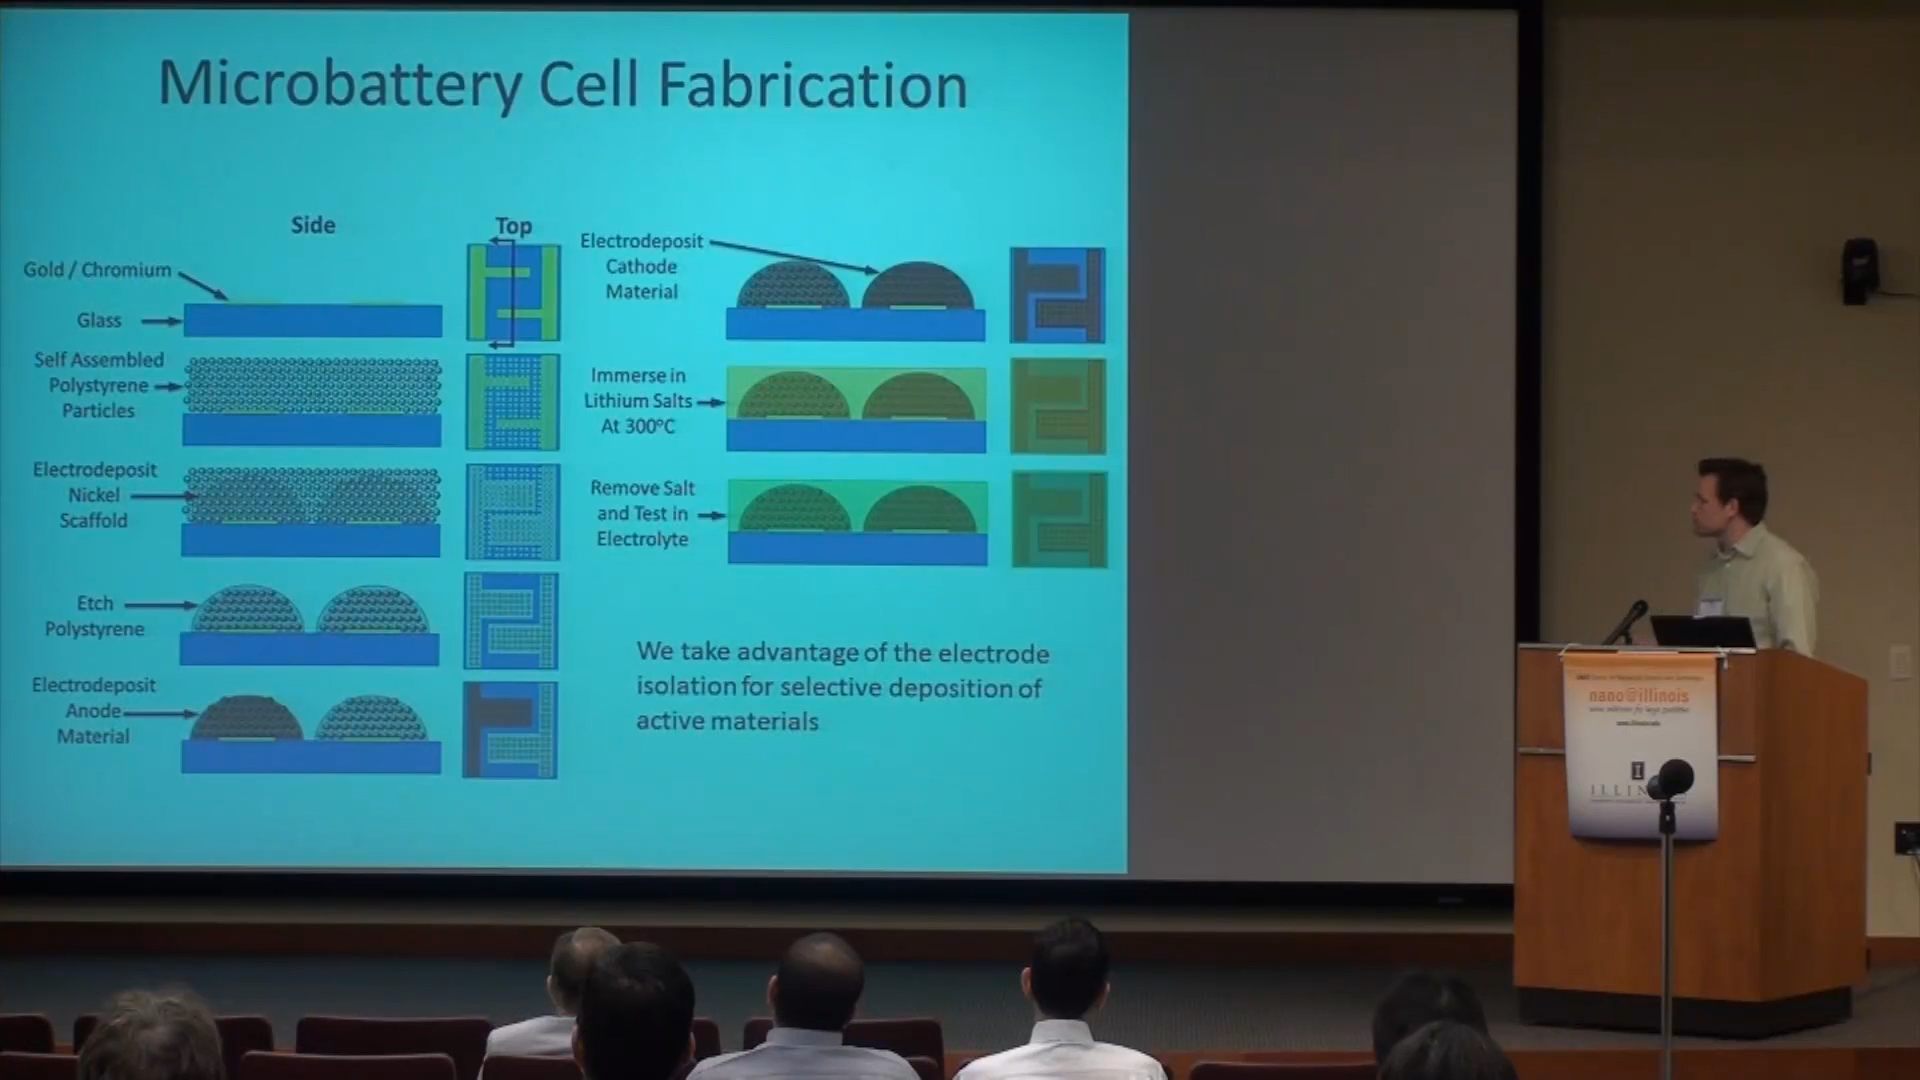 Microbattery Cell Fabrication
Side
Top
Gold / Chromium
Glass
Self Assembled
Polystyrene
Particles
Electrodeposit
Nickel
Scaffold
Etch
Polystyrene
Electrodeposit
Anode
Material
Electrodeposit
Cathode
Material
Immerse in
Lithium Salts
At 300°C
Remove Salt
and Test in
Electrolyte
We take advantage of the electrode
isolation for selective deposition of
active materials
nano@illinois
I